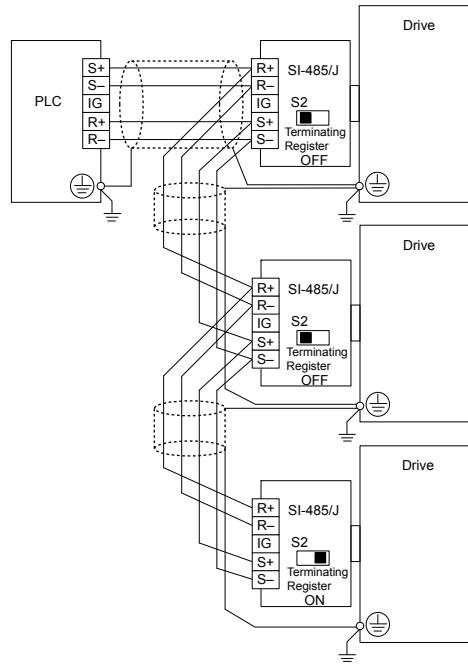 PLC
S+
S–
IG
R+
R–
R+
R–
IG
S+
S–
SI-485/J
S2
Terminating
Register
OFF
Drive
R+
R–
IG
S+
S–
SI-485/J
S2
Terminating
Register
OFF
Drive
R+
R–
IG
S+
S–
SI-485/J
S2
Terminating
Register
ON
Drive